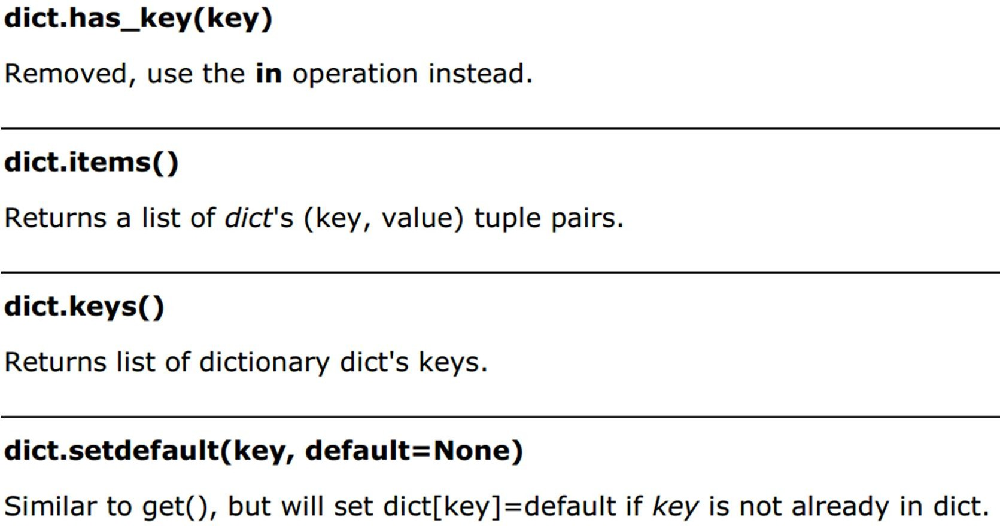 dict.has_key(key)
Removed, use the in operation instead.
dict.items()
Returns a list of dict's (key, value) tuple pairs.
dict.keys()
Returns list of dictionary dict's keys.
dict.setdefault(key, default=None)
Similar to get(), but will set dict[key]=default if key is not already in dict.